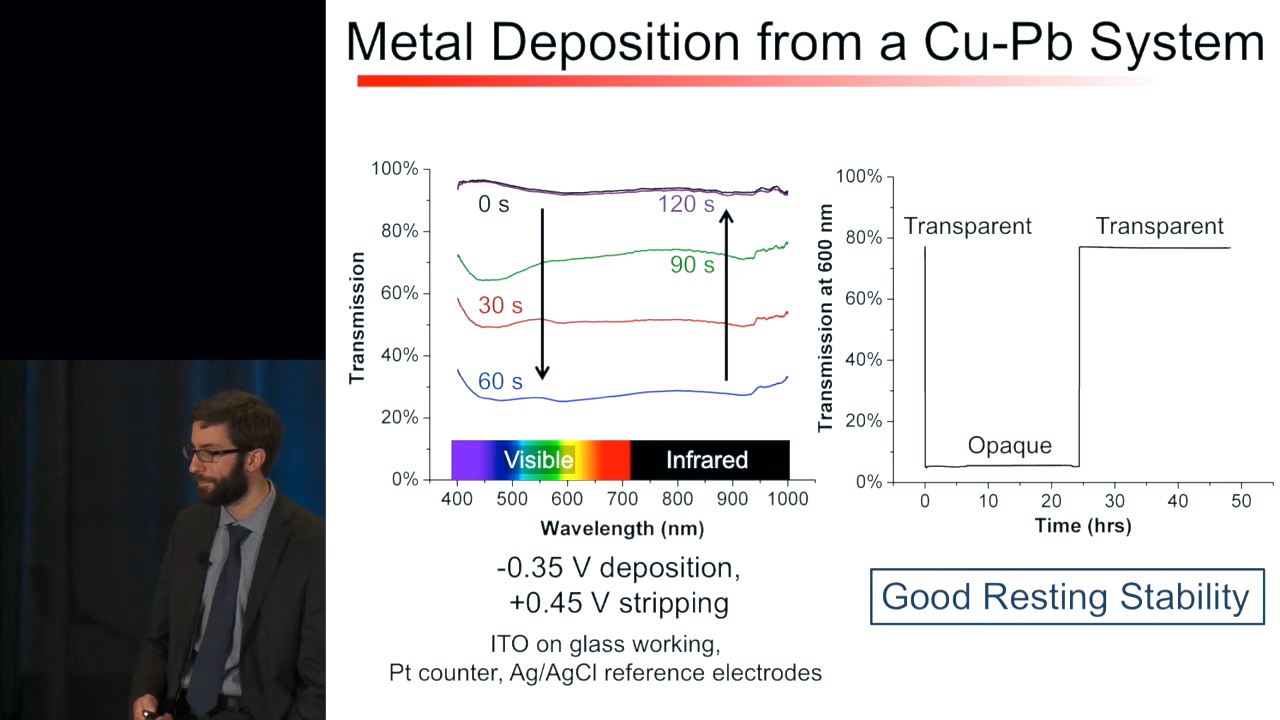 Metal Deposition from a Cu-Pb System
100%
80%
60%
40%
20%
0%
Transmission
0 s
120 s
90 s
30 s
60 s
Visible
Infrared
400 500 600 700 800 900 1000
Wavelength (nm)
-0.35 V deposition,
+0.45 V stripping
ITO on glass working,
Pt counter, Ag/AgCl reference electrodes
100%
80%
60%
40%
20%
0%
Transmission at 600 nm
Transparent
Transparent
Opaque
0 10 20 30 40 50
Time (hrs)
Good Resting Stability